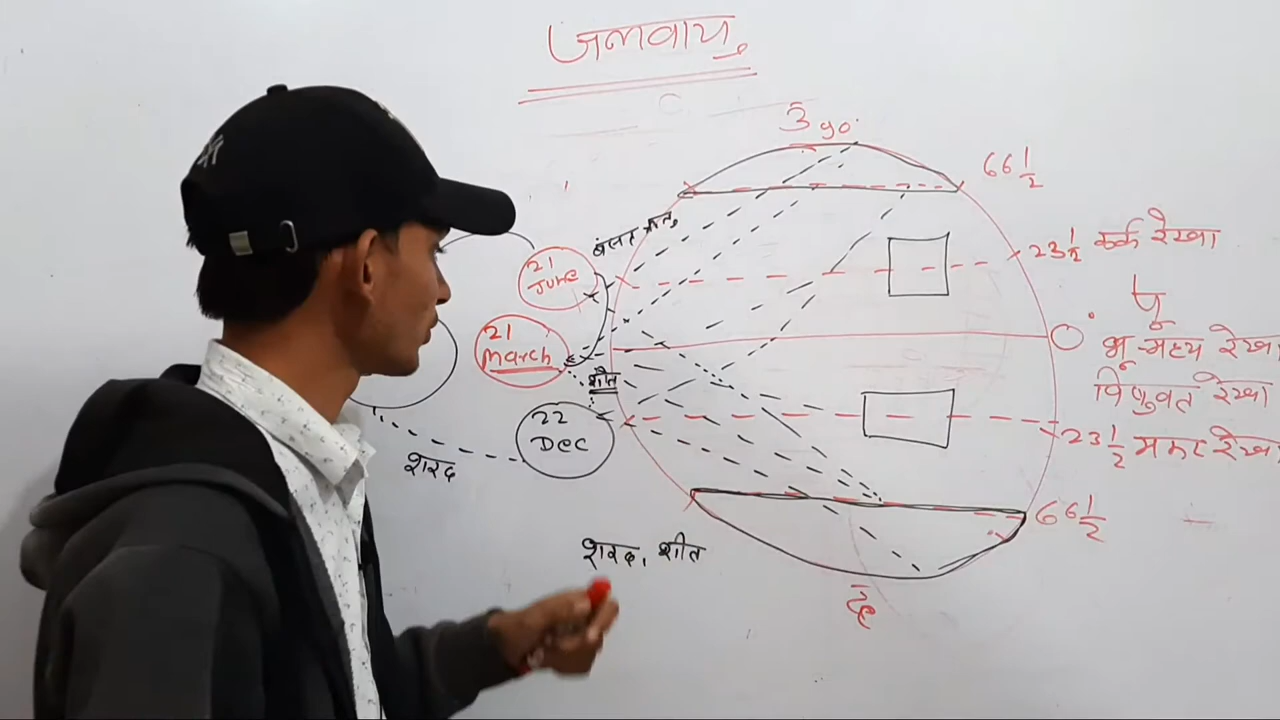 जलवायु
उ 90°
66 1/2
बसंत ऋतु
21
June
23 1/2 कर्क रेखा
पू
21
March
0°
भू-मध्य रेखा
विषुवत रेखा
शीत
22
Dec
23 1/2 मकर रेखा
शरद
66 1/2
शरद, शीत
द